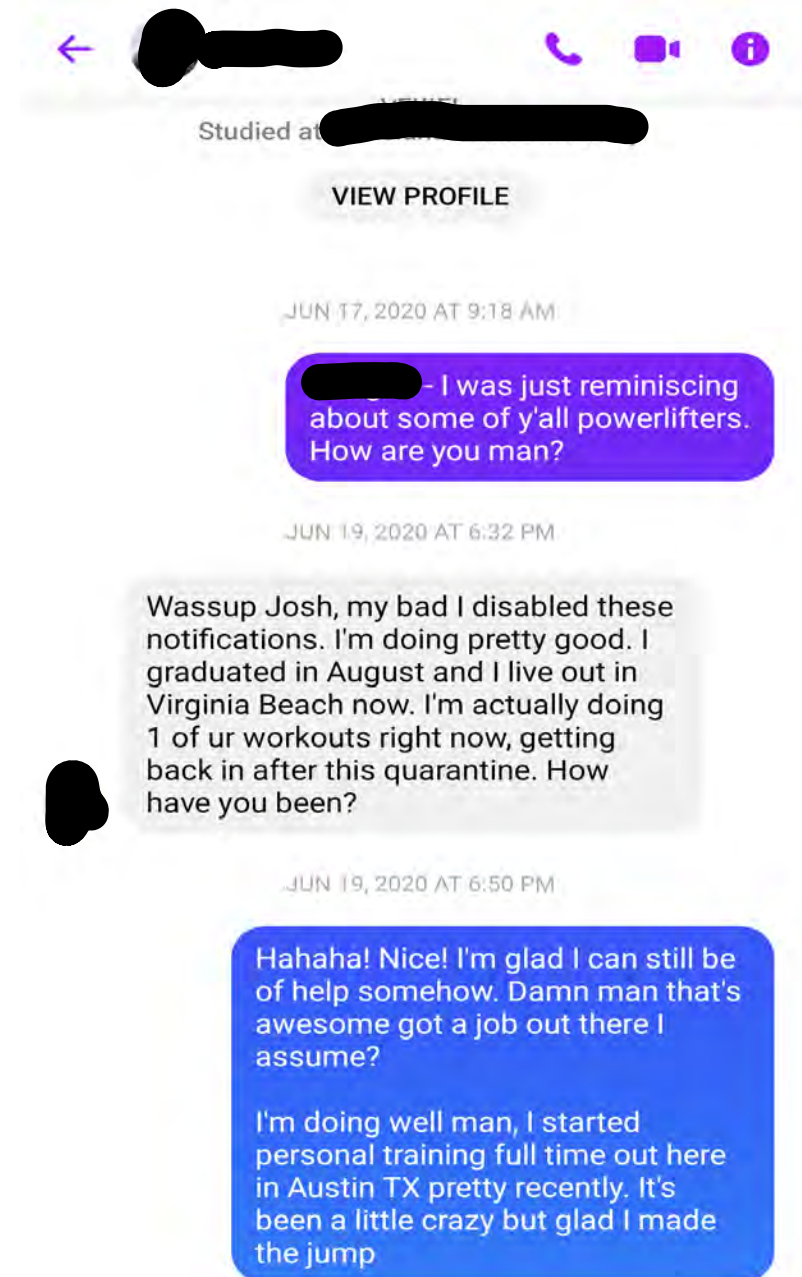 Studied at
VIEW PROFILE
JUN 17, 2020 AT 9:18 AM
- I was just reminiscing
about some of y'all powerlifters.
How are you man?
JUN 19, 2020 AT 6:32 PM
Wassup Josh, my bad I disabled these
notifications. I'm doing pretty good. I
graduated in August and I live out in
Virginia Beach now. I'm actually doing
1 of ur workouts right now, getting
back in after this quarantine. How
have you been?
JUN 19, 2020 AT 6:50 PM
Hahaha! Nice! I'm glad I can still be
of help somehow. Damn man that's
awesome got a job out there I
assume?
I'm doing well man, I started
personal training full time out here
in Austin TX pretty recently. It's
been a little crazy but glad I made
the jump